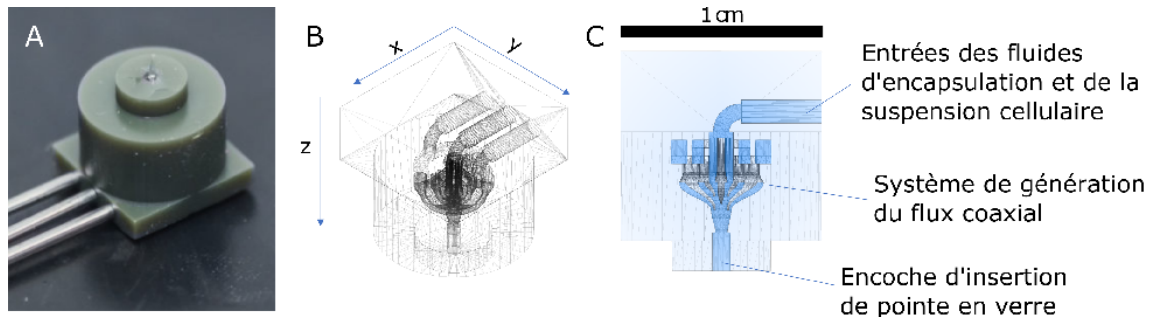 A
B
x
y
z
C
1 cm
Entrées des fluides
d'encapsulation et de la
suspension cellulaire
Système de génération
du flux coaxial
Encoche d'insertion
de pointe en verre